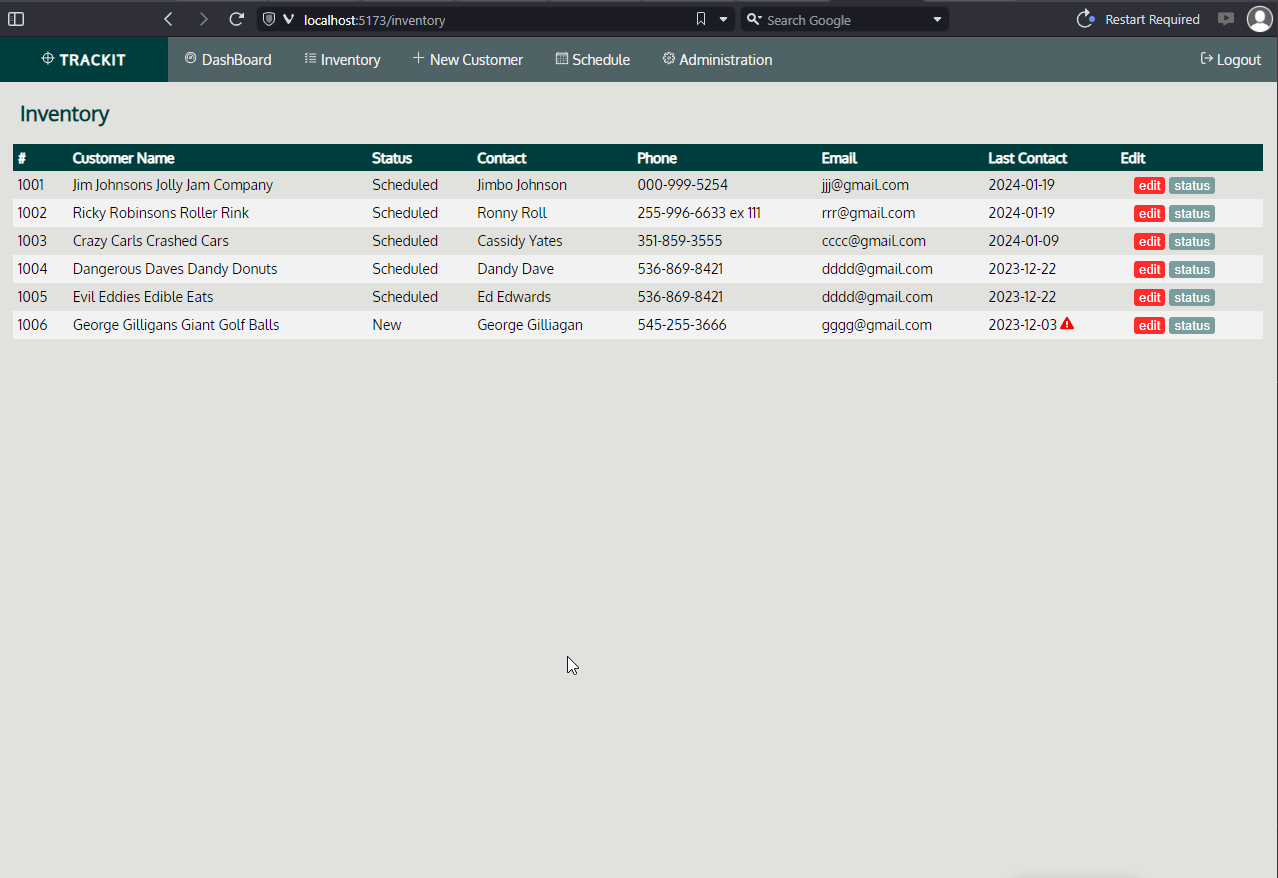 localhost:5173/inventory Search Google Restart Required
TRACKIT DashBoard Inventory New Customer Schedule Administration Logout
Inventory
# Customer Name Status Contact Phone Email Last Contact Edit
1001 Jim Johnsons Jolly Jam Company Scheduled Jimbo Johnson 000-999-5254 jjj@gmail.com 2024-01-19 edit status
1002 Ricky Robinsons Roller Rink Scheduled Ronny Roll 255-996-6633 ex 111 rrr@gmail.com 2024-01-19 edit status
1003 Crazy Carls Crashed Cars Scheduled Cassidy Yates 351-859-3555 cccc@gmail.com 2024-01-09 edit status
1004 Dangerous Daves Dandy Donuts Scheduled Dandy Dave 536-869-8421 dddd@gmail.com 2023-12-22 edit status
1005 Evil Eddies Edible Eats Scheduled Ed Edwards 536-869-8421 dddd@gmail.com 2023-12-22 edit status
1006 George Gilligans Giant Golf Balls New George Gilliagan 545-255-3666 gggg@gmail.com 2023-12-03 edit status